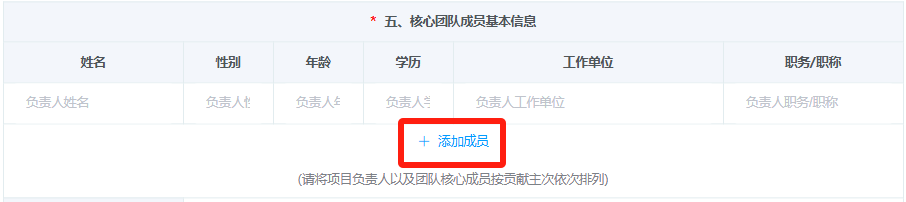 * 五、核心团队成员基本信息
姓名 性别 年龄 学历 工作单位 职务/职称
负责人姓名 负责人性 负责人年 负责人学 负责人工作单位 负责人职务/职称
+ 添加成员
(请将项目负责人以及团队核心成员按贡献主次依次排列)